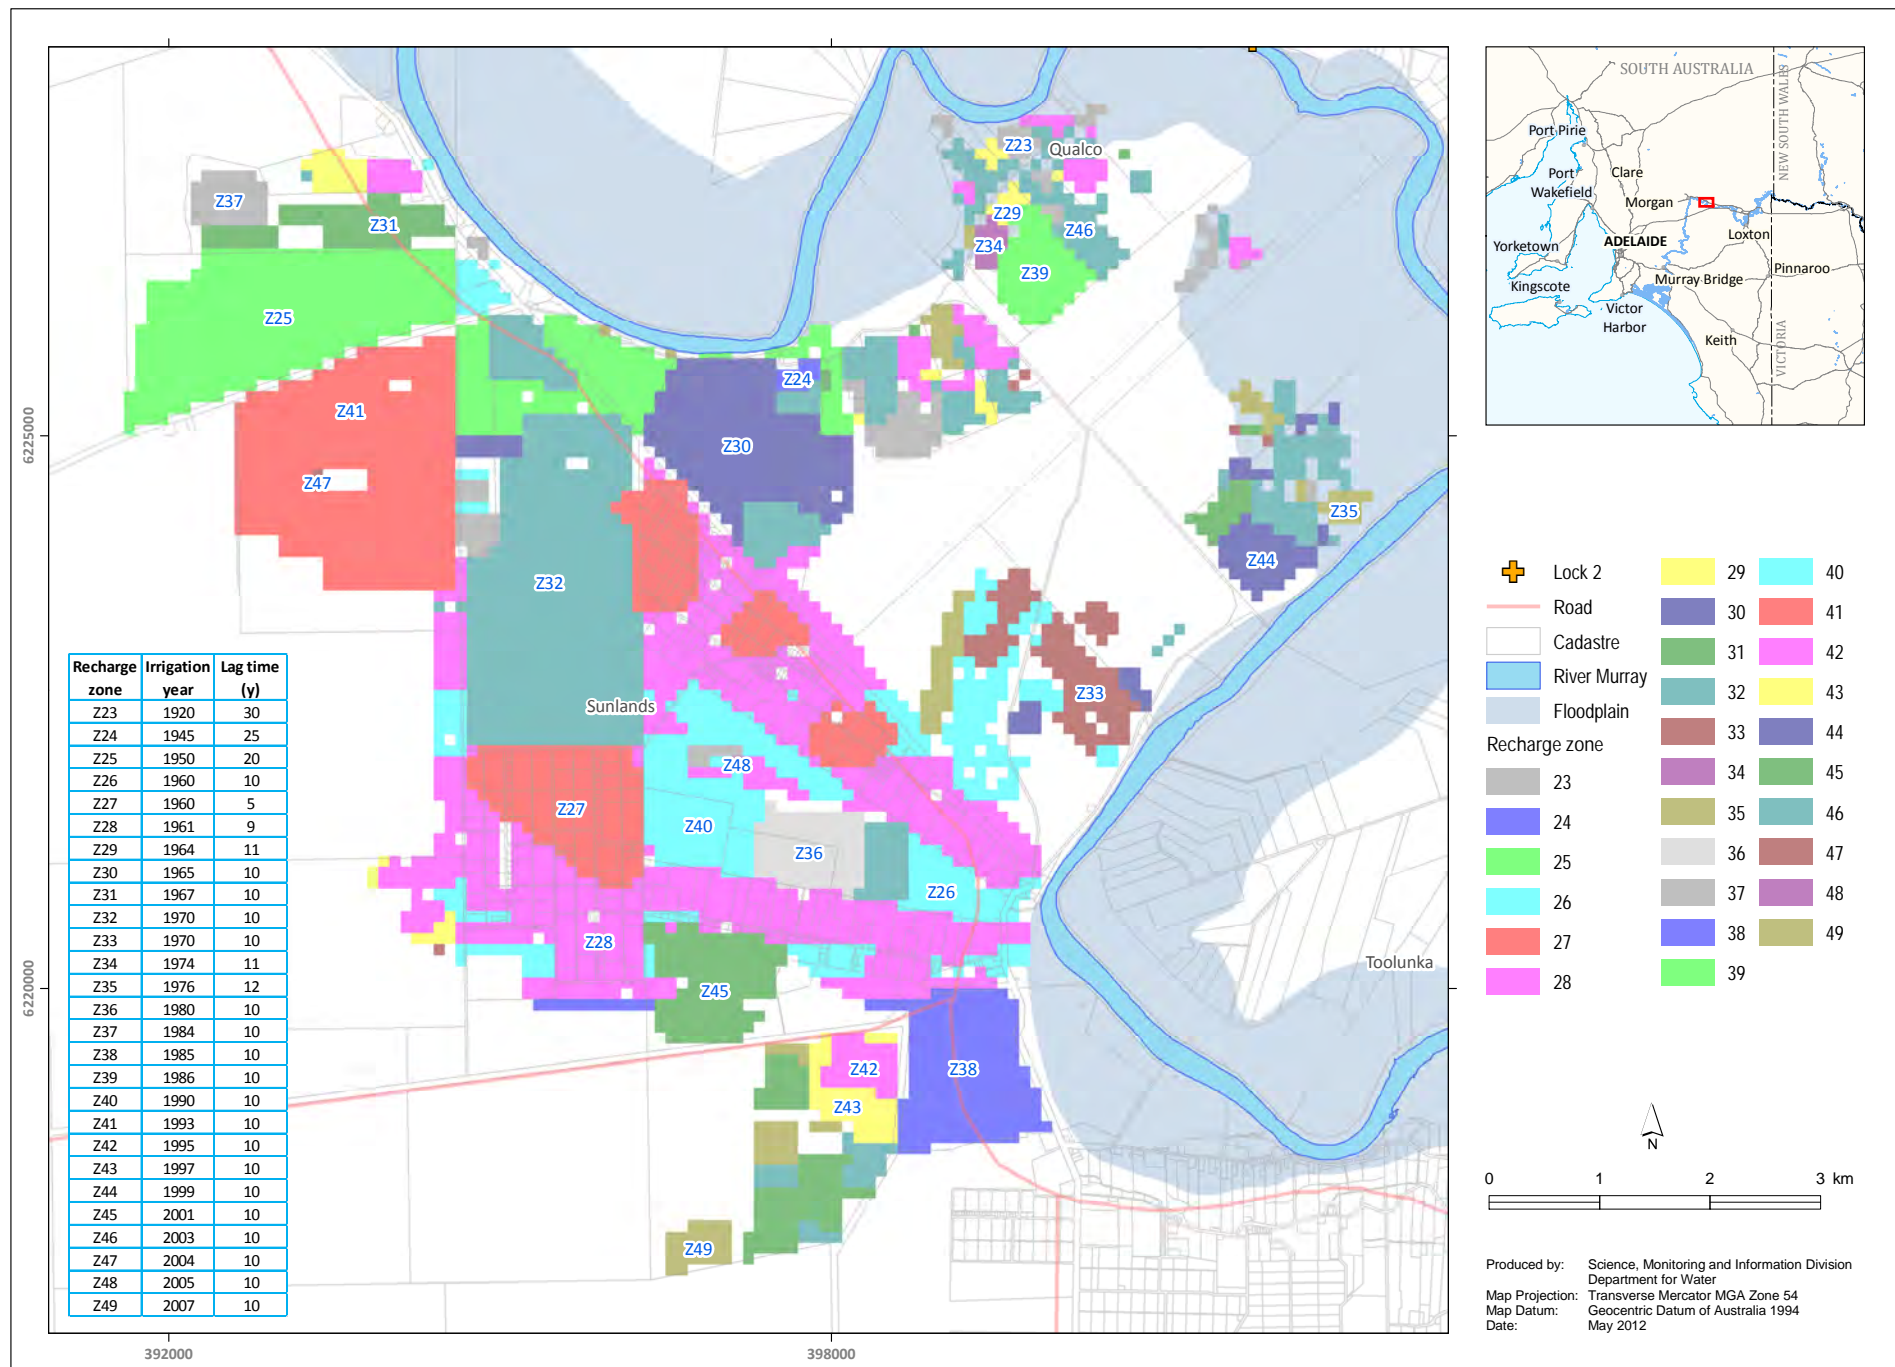 Z37
Z31
Z25
Z41
Z47
Z32
Z30
Z24
Z23
Qualco
Z29
Z46
Z34
Z39
Z35
Z44
Z33
Sunlands
Z48
Z27
Z40
Z36
Z26
Z28
Z45
Toolunka
Z42
Z38
Z43
Z49
6225000
6220000
392000
398000
Recharge zone Irrigation year Lag time (y)
Z23 1920 30
Z24 1945 25
Z25 1950 20
Z26 1960 10
Z27 1960 5
Z28 1961 9
Z29 1964 11
Z30 1965 10
Z31 1967 10
Z32 1970 10
Z33 1970 10
Z34 1974 11
Z35 1976 12
Z36 1980 10
Z37 1984 10
Z38 1985 10
Z39 1986 10
Z40 1990 10
Z41 1993 10
Z42 1995 10
Z43 1997 10
Z44 1999 10
Z45 2001 10
Z46 2003 10
Z47 2004 10
Z48 2005 10
Z49 2007 10
SOUTH AUSTRALIA
NEW SOUTH WALES
Port Pirie
Port
Wakefield
Clare
Morgan
Yorketown
ADELAIDE
Loxton
Kingscote
Murray Bridge
Pinnaroo
Victor
Harbor
Keith
VICTORIA
Lock 2
Road
Cadastre
River Murray
Floodplain
Recharge zone
23
24
25
26
27
28
29
30
31
32
33
34
35
36
37
38
39
40
41
42
43
44
45
46
47
48
49
N
0 1 2 3 km
Produced by: Science, Monitoring and Information Division
Department for Water
Map Projection: Transverse Mercator MGA Zone 54
Map Datum: Geocentric Datum of Australia 1994
Date: May 2012